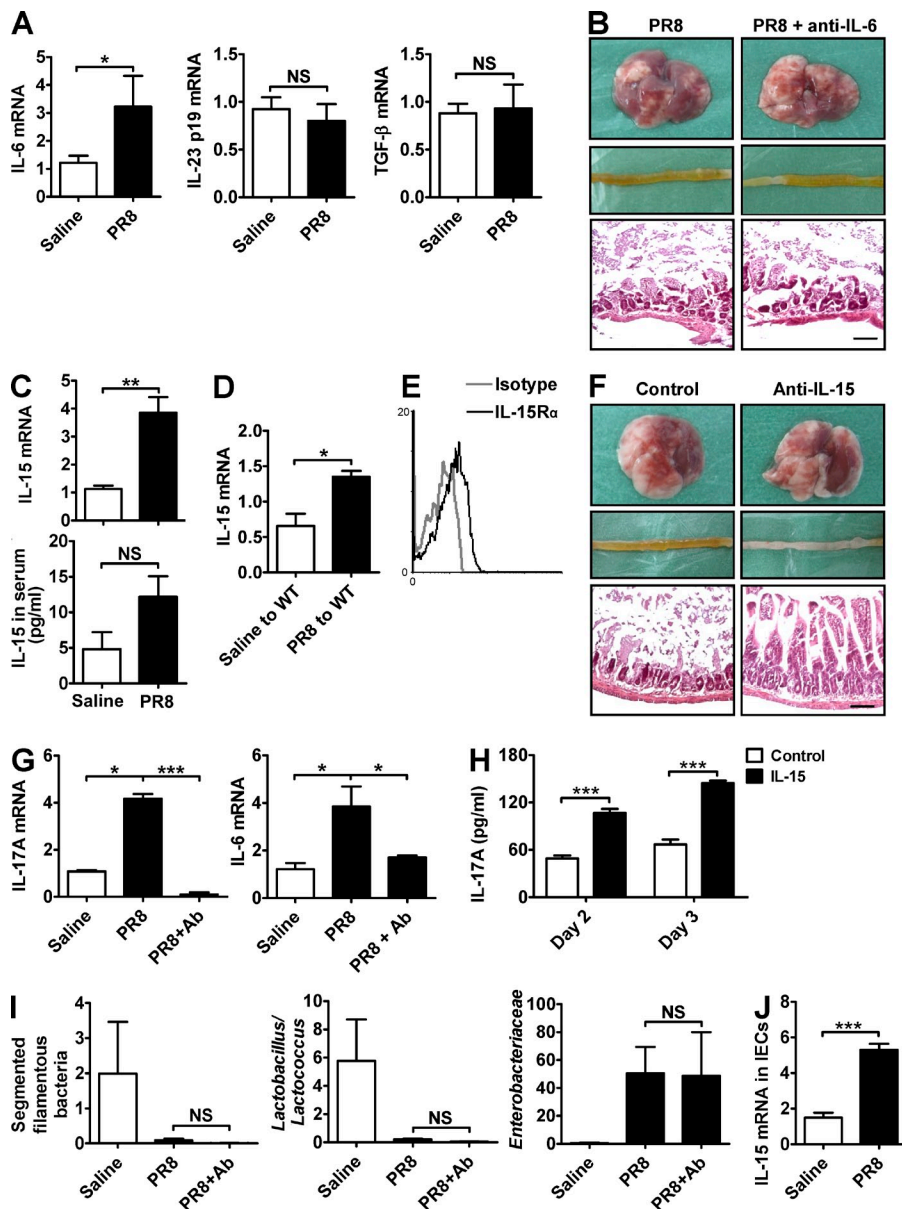 A
IL-6 mRNA
5
4
3
2
1
0
*
Saline
PR8
IL-23 p19 mRNA
1.5
1.0
0.5
0.0
NS
Saline
PR8
TGF-β mRNA
1.5
1.0
0.5
0.0
NS
Saline
PR8
B
PR8
PR8 + anti-IL-6
C
IL-15 mRNA
5
4
3
2
1
0
**
IL-15 in serum
(pg/ml)
20
15
10
5
0
NS
Saline
PR8
D
IL-15 mRNA
2.0
1.5
1.0
0.5
0.0
*
Saline to WT
PR8 to WT
E
Isotype
IL-15Rα
20
0
0
F
Control
Anti-IL-15
G
IL-17A mRNA
6
4
2
0
*
***
Saline
PR8
PR8+Ab
IL-6 mRNA
6
4
2
0
*
*
Saline
PR8
PR8 + Ab
H
Control
IL-15
IL-17A (pg/ml)
180
120
60
0
***
***
Day 2
Day 3
I
Segmented
filamentous
bacteria
4
3
2
1
0
NS
Saline
PR8
PR8+Ab
Lactobacillus/
Lactococcus
10
8
6
4
2
0
NS
Saline
PR8
PR8+Ab
Enterobacteriaceae
100
80
60
40
20
0
NS
Saline
PR8
PR8+Ab
J
IL-15 mRNA in IECs
6
4
2
0
***
Saline
PR8